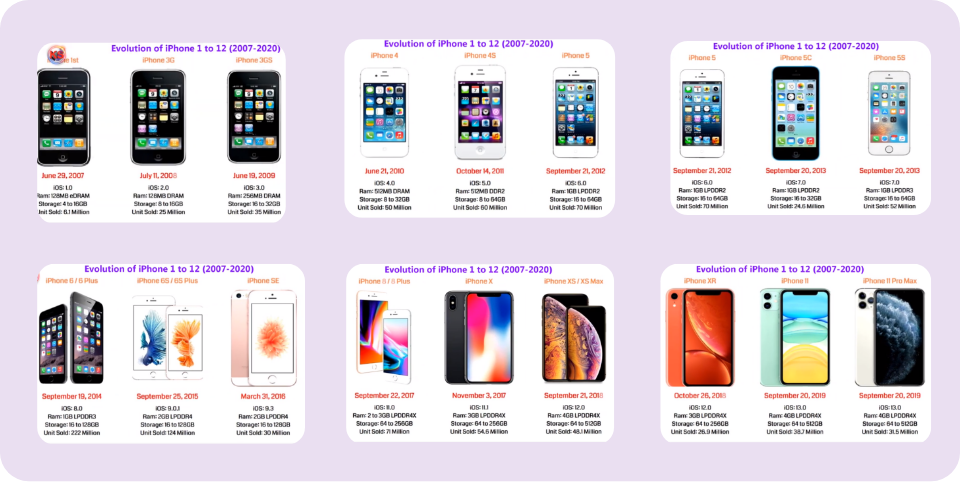 Evolution of iPhone 1 to 12 (2007-2020)
1st iPhone 3G iPhone 3GS
June 29, 2007 July 11, 2008 June 19, 2009
iOS: 1.0 iOS: 2.0 iOS: 3.0
Ram: 128MB eDRAM Ram: 128MB DRAM Ram: 256MB DRAM
Storage: 4 to 16GB Storage: 8 to 16GB Storage: 16 to 32GB
Unit Sold: 6.1 Million Unit Sold: 25 Million Unit Sold: 35 Million
Evolution of iPhone 1 to 12 (2007-2020)
iPhone 4 iPhone 4S iPhone 5
June 21, 2010 October 14, 2011 September 21, 2012
iOS: 4.0 iOS: 5.0 iOS: 6.0
Ram: 512MB DRAM Ram: 512MB DDR2 Ram: 1GB LPDDR2
Storage: 8 to 32GB Storage: 8 to 64GB Storage: 16 to 64GB
Unit Sold: 50 Million Unit Sold: 60 Million Unit Sold: 70 Million
Evolution of iPhone 1 to 12 (2007-2020)
iPhone 5 iPhone 5C iPhone 5S
September 21, 2012 September 20, 2013 September 20, 2013
iOS: 6.0 iOS: 7.0 iOS: 7.0
Ram: 1GB LPDDR2 Ram: 1GB LPDDR2 Ram: 1GB LPDDR3
Storage: 16 to 64GB Storage: 16 to 32GB Storage: 16 to 64GB
Unit Sold: 70 Million Unit Sold: 24.6 Million Unit Sold: 52 Million
Evolution of iPhone 1 to 12 (2007-2020)
iPhone 6 / 6 Plus iPhone 6S / 6S Plus iPhone SE
September 19, 2014 September 25, 2015 March 31, 2016
iOS: 8.0 iOS: 9.0.1 iOS: 9.3
Ram: 1GB LPDDR3 Ram: 2GB LPDDR4 Ram: 2GB LPDDR4
Storage: 16 to 128GB Storage: 16 to 128GB Storage: 16 to 128GB
Unit Sold: 222 Million Unit Sold: 124 Million Unit Sold: 30 Million
Evolution of iPhone 1 to 12 (2007-2020)
iPhone 8 / 8 Plus iPhone X iPhone XS / XS Max
September 22, 2017 November 3, 2017 September 21, 2018
iOS: 11.0 iOS: 11.1 iOS: 12.0
Ram: 2 to 3GB LPDDR4X Ram: 3GB LPDDR4X Ram: 4GB LPDDR4X
Storage: 64 to 256GB Storage: 64 to 256GB Storage: 64 to 512GB
Unit Sold: 71 Million Unit Sold: 54.6 Million Unit Sold: 48.1 Million
Evolution of iPhone 1 to 12 (2007-2020)
iPhone XR iPhone 11 iPhone 11 Pro Max
October 26, 2018 September 20, 2019 September 20, 2019
iOS: 12.0 iOS: 13.0 iOS: 13.0
Ram: 3GB LPDDR4X Ram: 4GB LPDDR4X Ram: 4GB LPDDR4X
Storage: 64 to 256GB Storage: 64 to 512GB Storage: 64 to 512GB
Unit Sold: 26.9 Million Unit Sold: 38.7 Million Unit Sold: 31.5 Million